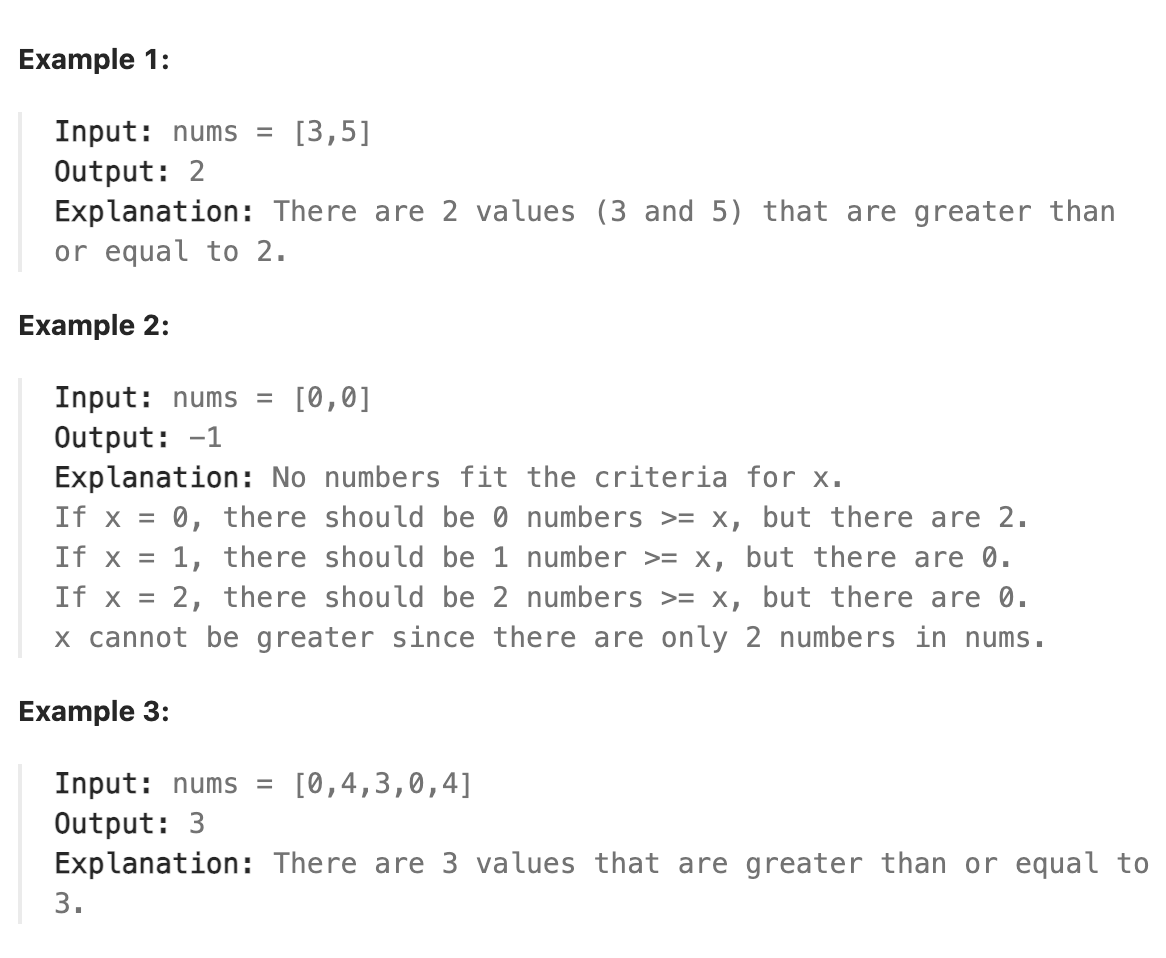 Example 1:
Input: nums = [3,5]
Output: 2
Explanation: There are 2 values (3 and 5) that are greater than
or equal to 2.
Example 2:
Input: nums = [0,0]
Output: -1
Explanation: No numbers fit the criteria for x.
If x = 0, there should be 0 numbers >= x, but there are 2.
If x = 1, there should be 1 number >= x, but there are 0.
If x = 2, there should be 2 numbers >= x, but there are 0.
x cannot be greater since there are only 2 numbers in nums.
Example 3:
Input: nums = [0,4,3,0,4]
Output: 3
Explanation: There are 3 values that are greater than or equal to
3.